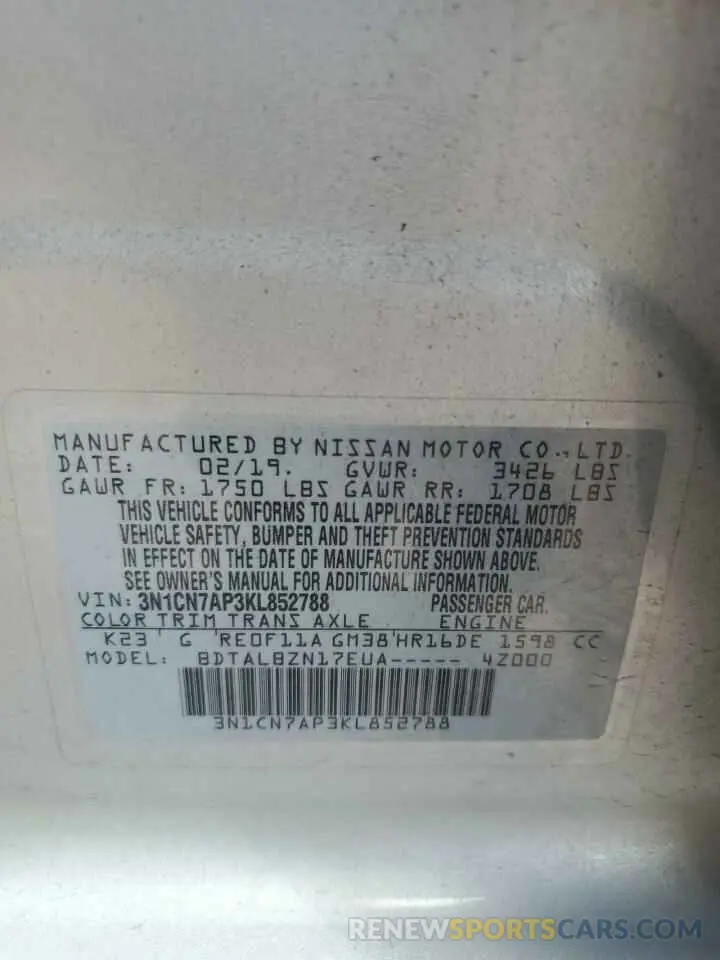 MANUFACTURED BY NISSAN MOTOR CO., LTD.
DATE: 02/19. GVWR: 3426 LBS
GAWR FR: 1750 LBS GAWR RR: 1708 LBS
THIS VEHICLE CONFORMS TO ALL APPLICABLE FEDERAL MOTOR
VEHICLE SAFETY, BUMPER AND THEFT PREVENTION STANDARDS
IN EFFECT ON THE DATE OF MANUFACTURE SHOWN ABOVE.
SEE OWNER'S MANUAL FOR ADDITIONAL INFORMATION.
VIN: 3N1CN7AP3KL852788 PASSENGER CAR.
COLOR TRIM TRANS AXLE ENGINE
K23 G RE0F11A GM38 HR16DE 1598 CC
MODEL: BDTALBZN17EUA----- 4Z000
3N1CN7AP3KL852788
RENEWSPORTSCARS.COM